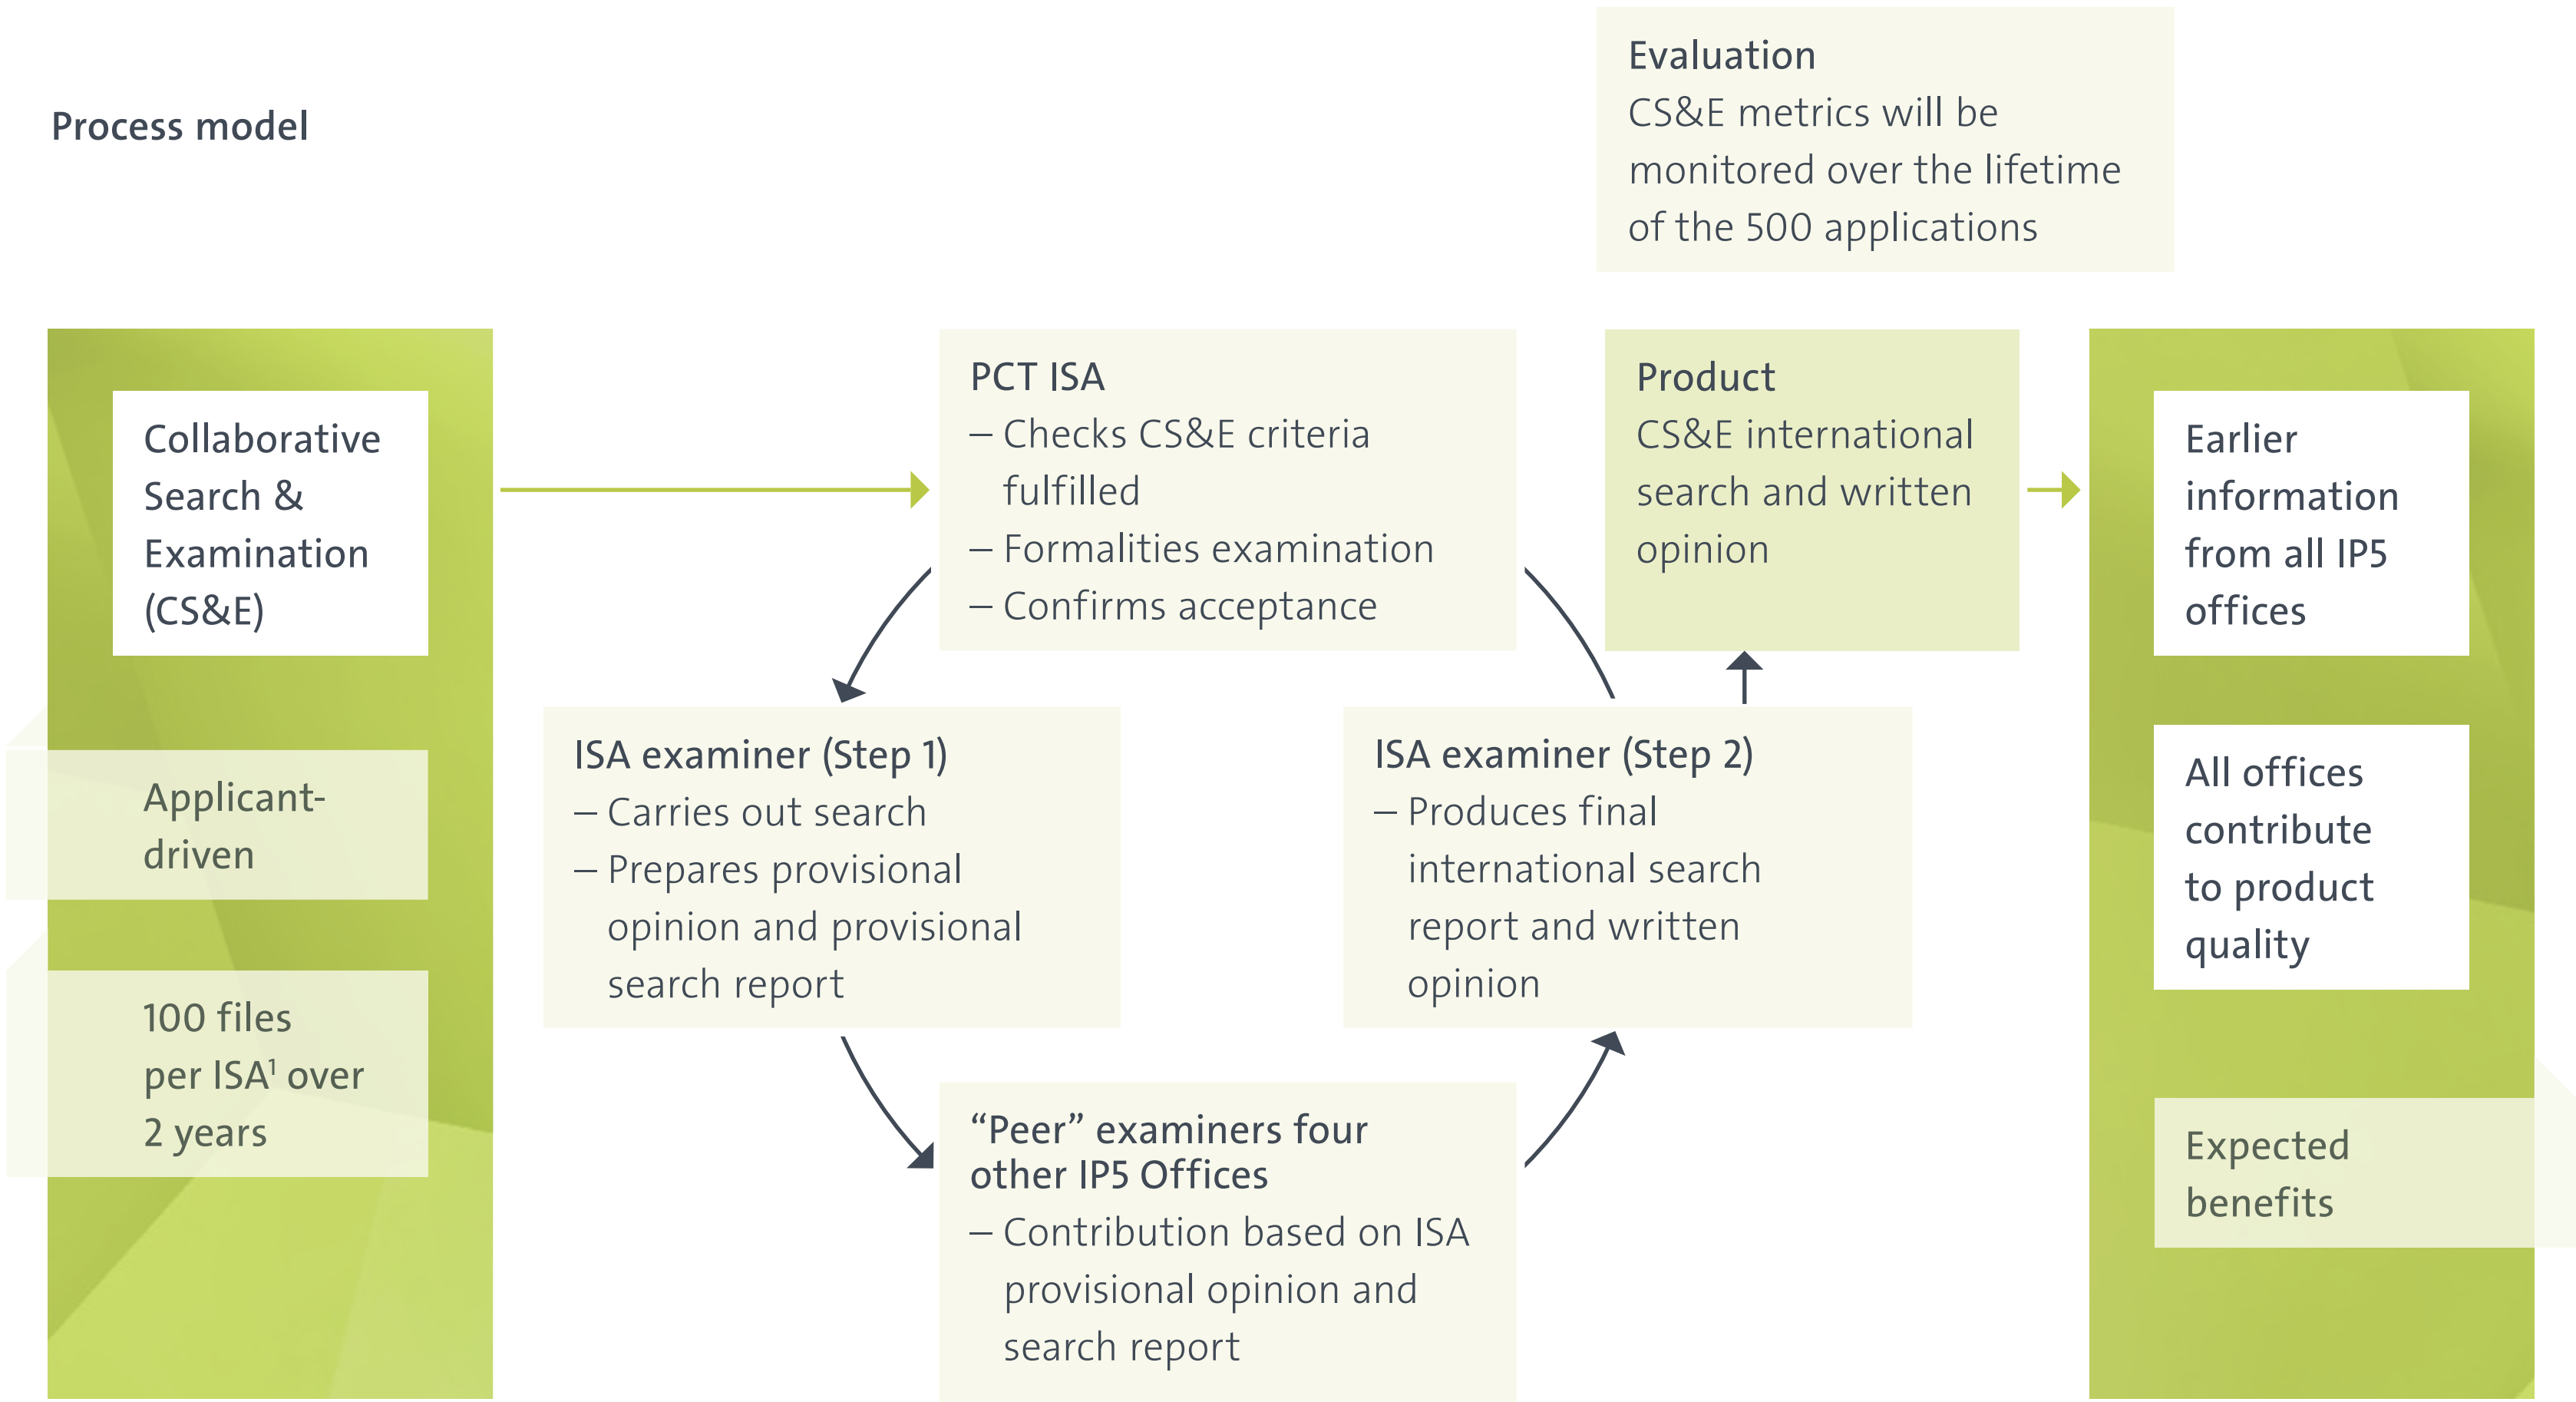 Process model
Evaluation
CS&E metrics will be
monitored over the lifetime
of the 500 applications
Collaborative
Search &
Examination
(CS&E)
Applicant-
driven
100 files
per ISA¹ over
2 years
PCT ISA
– Checks CS&E criteria
fulfilled
– Formalities examination
– Confirms acceptance
ISA examiner (Step 1)
– Carries out search
– Prepares provisional
opinion and provisional
search report
“Peer” examiners four
other IP5 Offices
– Contribution based on ISA
provisional opinion and
search report
ISA examiner (Step 2)
– Produces final
international search
report and written
opinion
Product
CS&E international
search and written
opinion
Earlier
information
from all IP5
offices
All offices
contribute
to product
quality
Expected
benefits